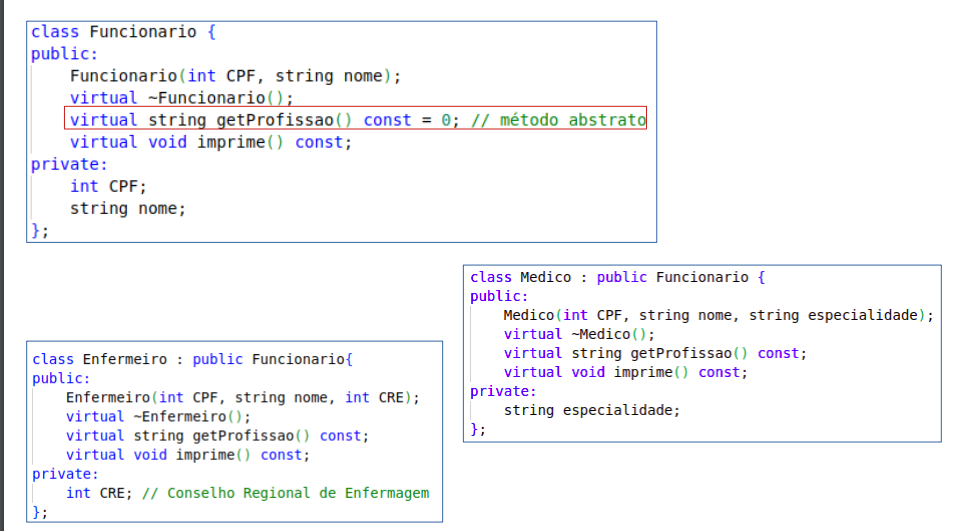 class Funcionario {
public:
    Funcionario(int CPF, string nome);
    virtual ~Funcionario();
    virtual string getProfissao() const = 0; // método abstrato
    virtual void imprime() const;
private:
    int CPF;
    string nome;
};
class Medico : public Funcionario {
public:
    Medico(int CPF, string nome, string especialidade);
    virtual ~Medico();
    virtual string getProfissao() const;
    virtual void imprime() const;
private:
    string especialidade;
};
class Enfermeiro : public Funcionario{
public:
    Enfermeiro(int CPF, string nome, int CRE);
    virtual ~Enfermeiro();
    virtual string getProfissao() const;
    virtual void imprime() const;
private:
    int CRE; // Conselho Regional de Enfermagem
};